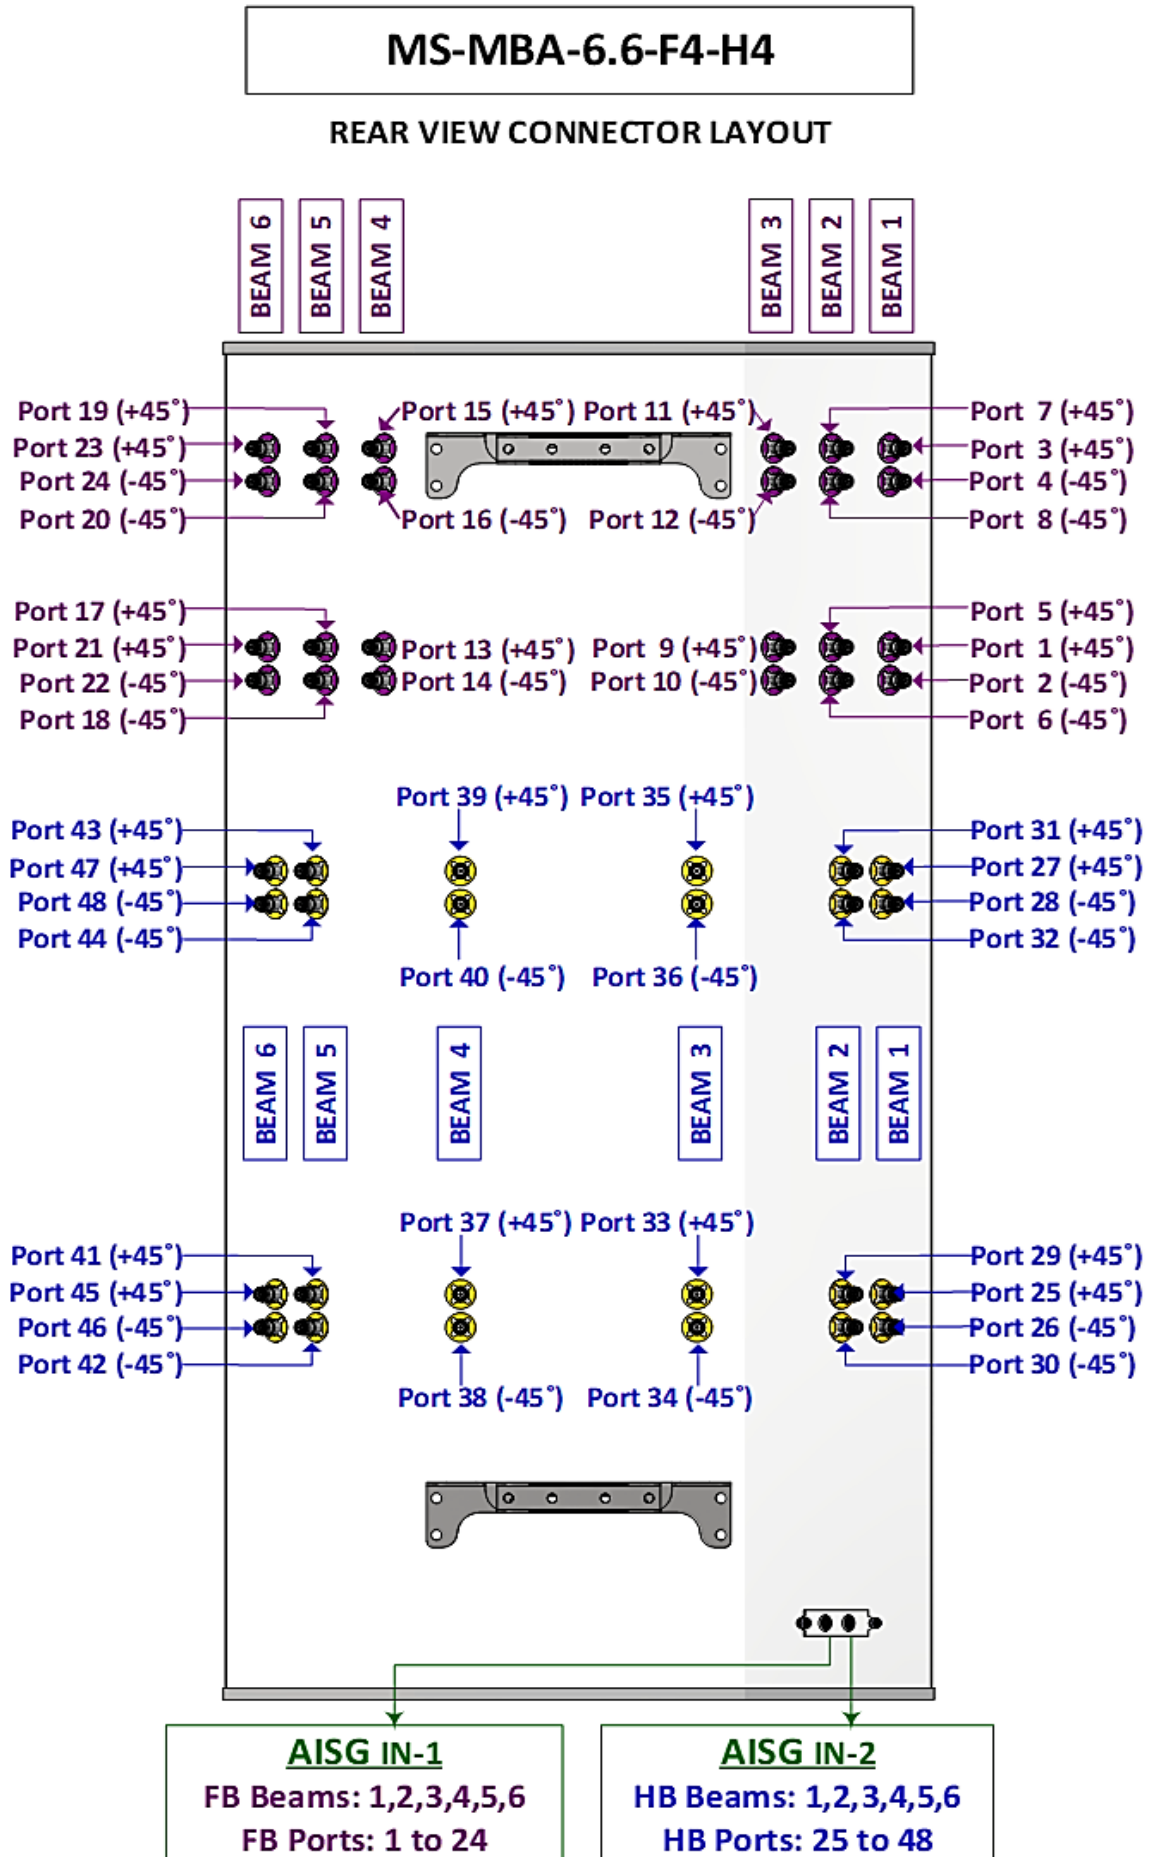 MS-MBA-6.6-F4-H4
REAR VIEW CONNECTOR LAYOUT
BEAM 6 BEAM 5 BEAM 4 BEAM 3 BEAM 2 BEAM 1
Port 19 (+45˚) Port 15 (+45˚) Port 11 (+45˚) Port 7 (+45˚)
Port 23 (+45˚) Port 3 (+45˚)
Port 24 (-45˚) Port 4 (-45˚)
Port 20 (-45˚) Port 16 (-45˚) Port 12 (-45˚) Port 8 (-45˚)
Port 17 (+45˚) Port 5 (+45˚)
Port 21 (+45˚) Port 13 (+45˚) Port 9 (+45˚) Port 1 (+45˚)
Port 22 (-45˚) Port 14 (-45˚) Port 10 (-45˚) Port 2 (-45˚)
Port 18 (-45˚) Port 6 (-45˚)
Port 39 (+45˚) Port 35 (+45˚)
Port 43 (+45˚) Port 31 (+45˚)
Port 47 (+45˚) Port 27 (+45˚)
Port 48 (-45˚) Port 28 (-45˚)
Port 44 (-45˚) Port 32 (-45˚)
Port 40 (-45˚) Port 36 (-45˚)
BEAM 6 BEAM 5 BEAM 4 BEAM 3 BEAM 2 BEAM 1
Port 37 (+45˚) Port 33 (+45˚)
Port 41 (+45˚) Port 29 (+45˚)
Port 45 (+45˚) Port 25 (+45˚)
Port 46 (-45˚) Port 26 (-45˚)
Port 42 (-45˚) Port 30 (-45˚)
Port 38 (-45˚) Port 34 (-45˚)
AISG IN-1 AISG IN-2
FB Beams: 1,2,3,4,5,6 HB Beams: 1,2,3,4,5,6
FB Ports: 1 to 24 HB Ports: 25 to 48